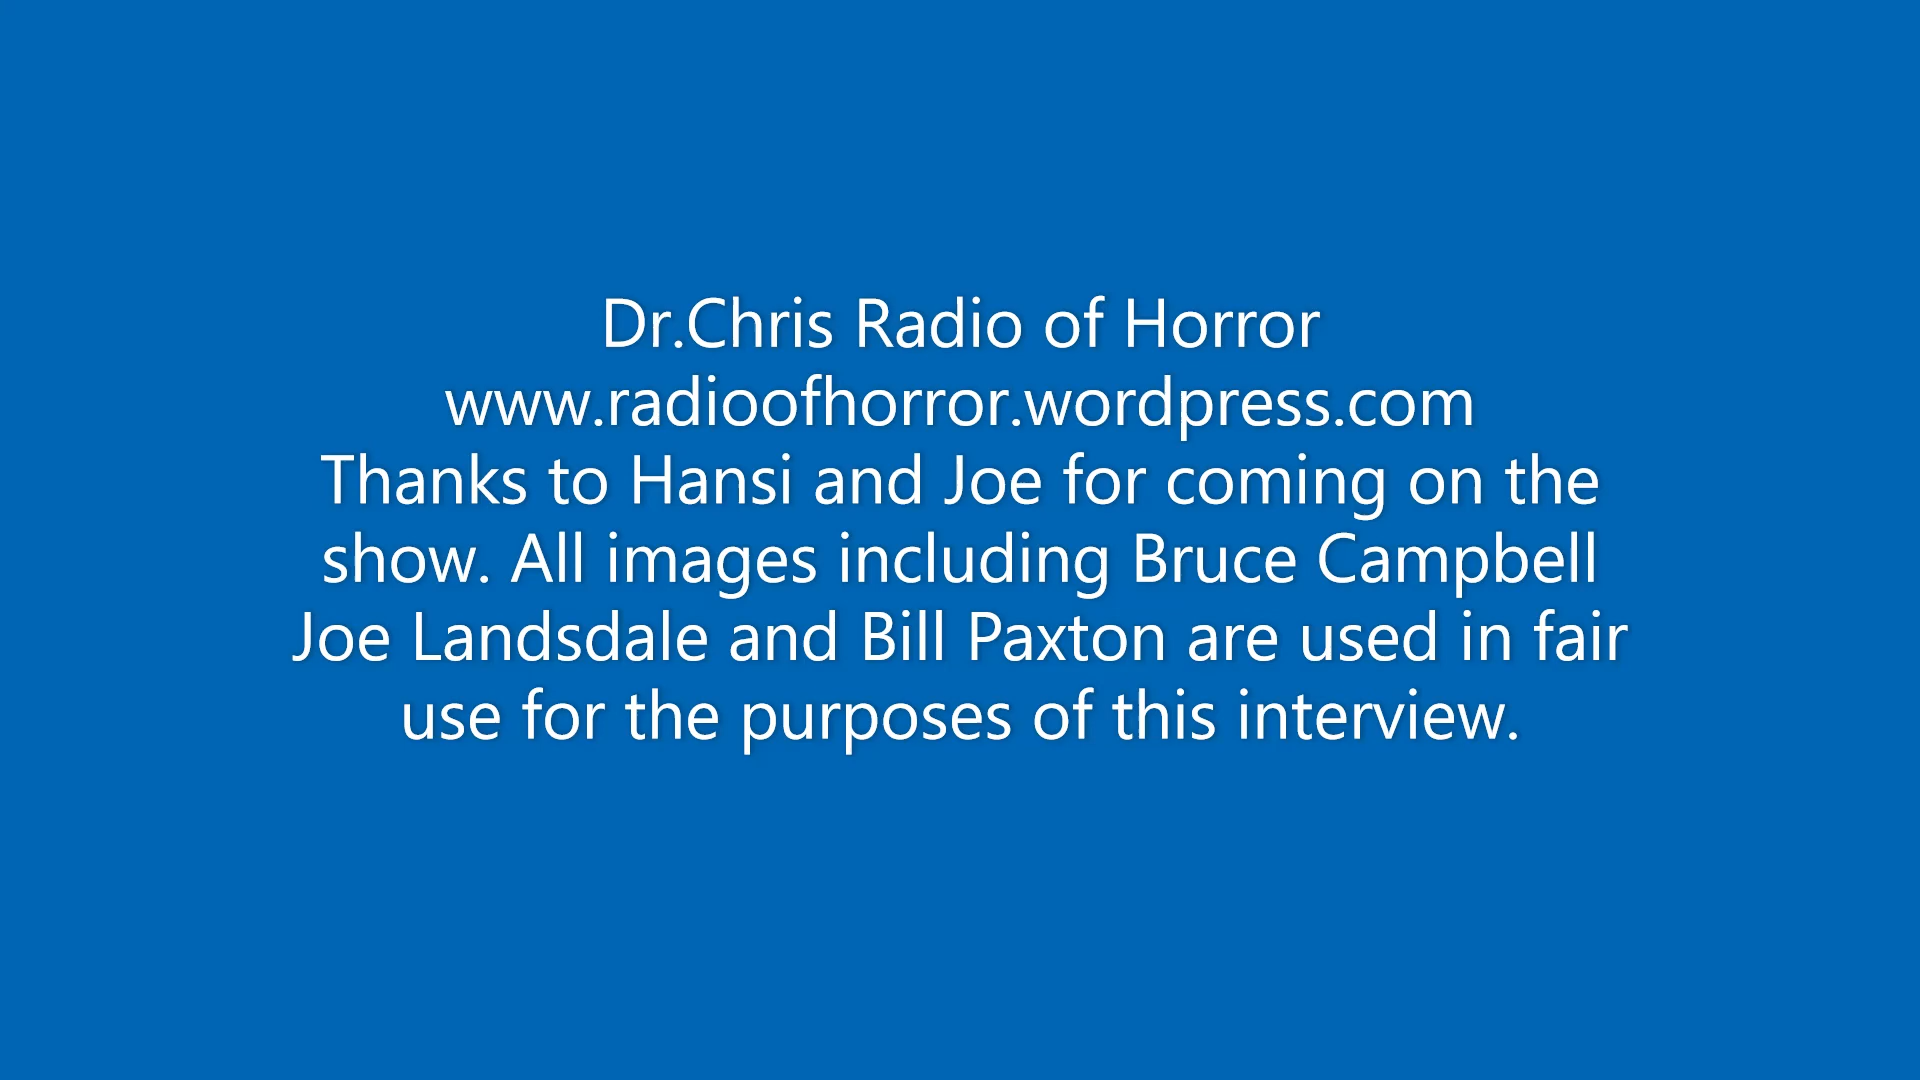 Dr.Chris Radio of Horror
www.radioofhorror.wordpress.com
Thanks to Hansi and Joe for coming on the
show. All images including Bruce Campbell
Joe Landsdale and Bill Paxton are used in fair
use for the purposes of this interview.